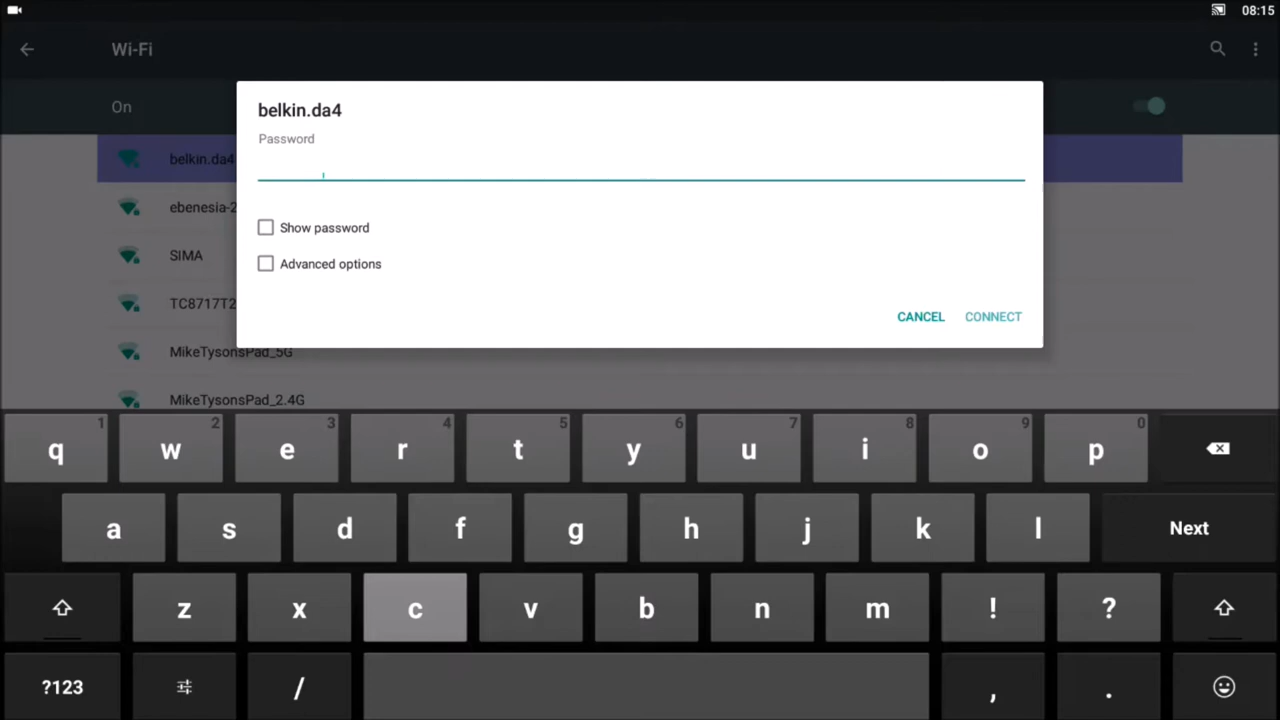 08:15
Wi-Fi
On
belkin.da4
Password
belkin.da4
ebenesia-2
Show password
SIMA
Advanced options
TC8717T2
CANCEL CONNECT
MikeTysonsPad_5G
MikeTysonsPad_2.4G
1 2 3 4 5 6 7 8 9 0
q w e r t y u i o p
a s d f g h j k l Next
z x c v b n m ! ?
?123 / , .